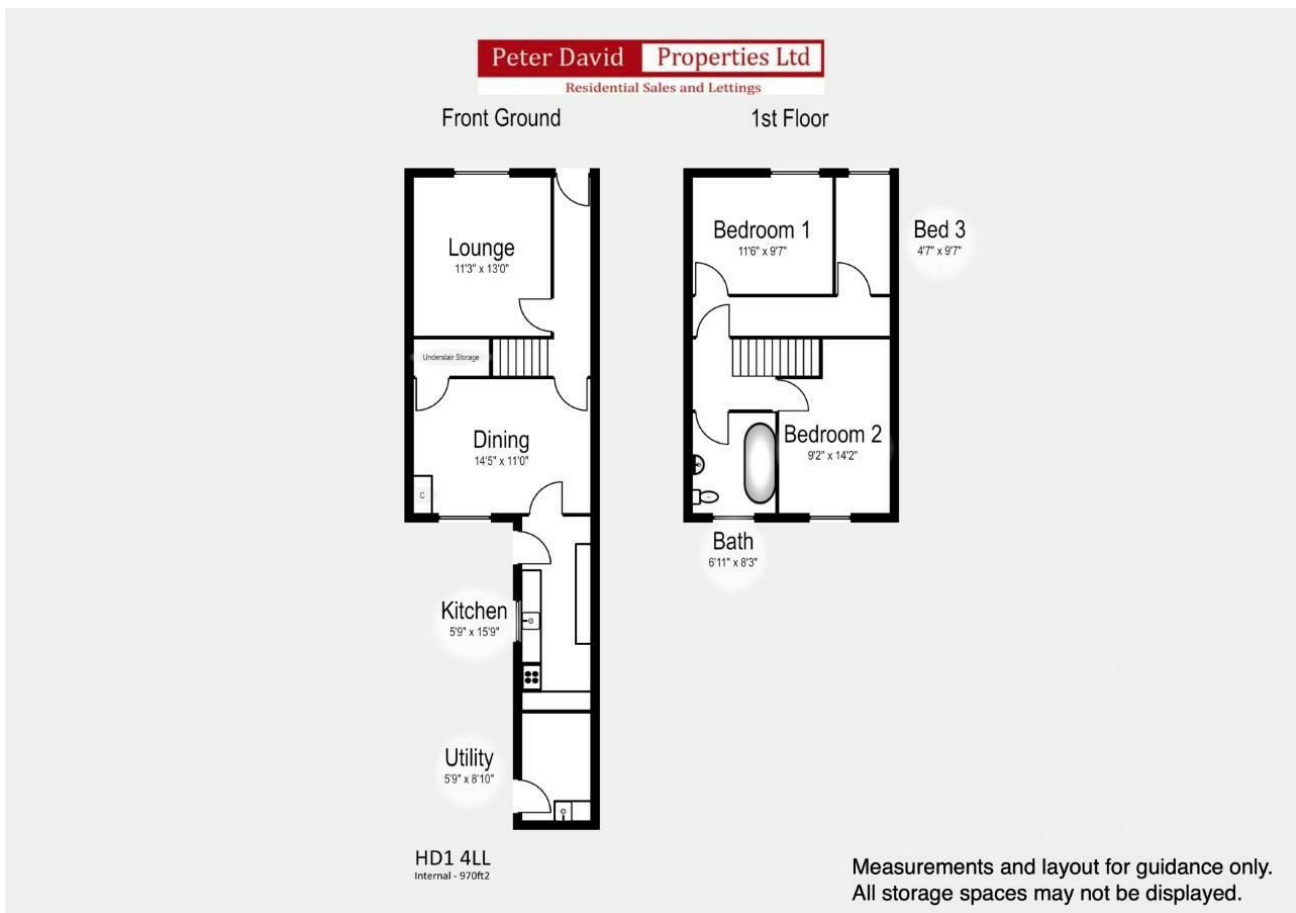 Peter David Properties Ltd
Residential Sales and Lettings
Front Ground
1st Floor
Lounge
11'3" x 13'0"
Understair Storage
Dining
14'5" x 11'0"
C
Kitchen
5'9" x 15'9"
Utility
5'9" x 8'10"
Bedroom 1
11'6" x 9'7"
Bed 3
4'7" x 9'7"
Bedroom 2
9'2" x 14'2"
Bath
6'11" x 8'3"
HD1 4LL
Internal - 970ft2
Measurements and layout for guidance only.
All storage spaces may not be displayed.